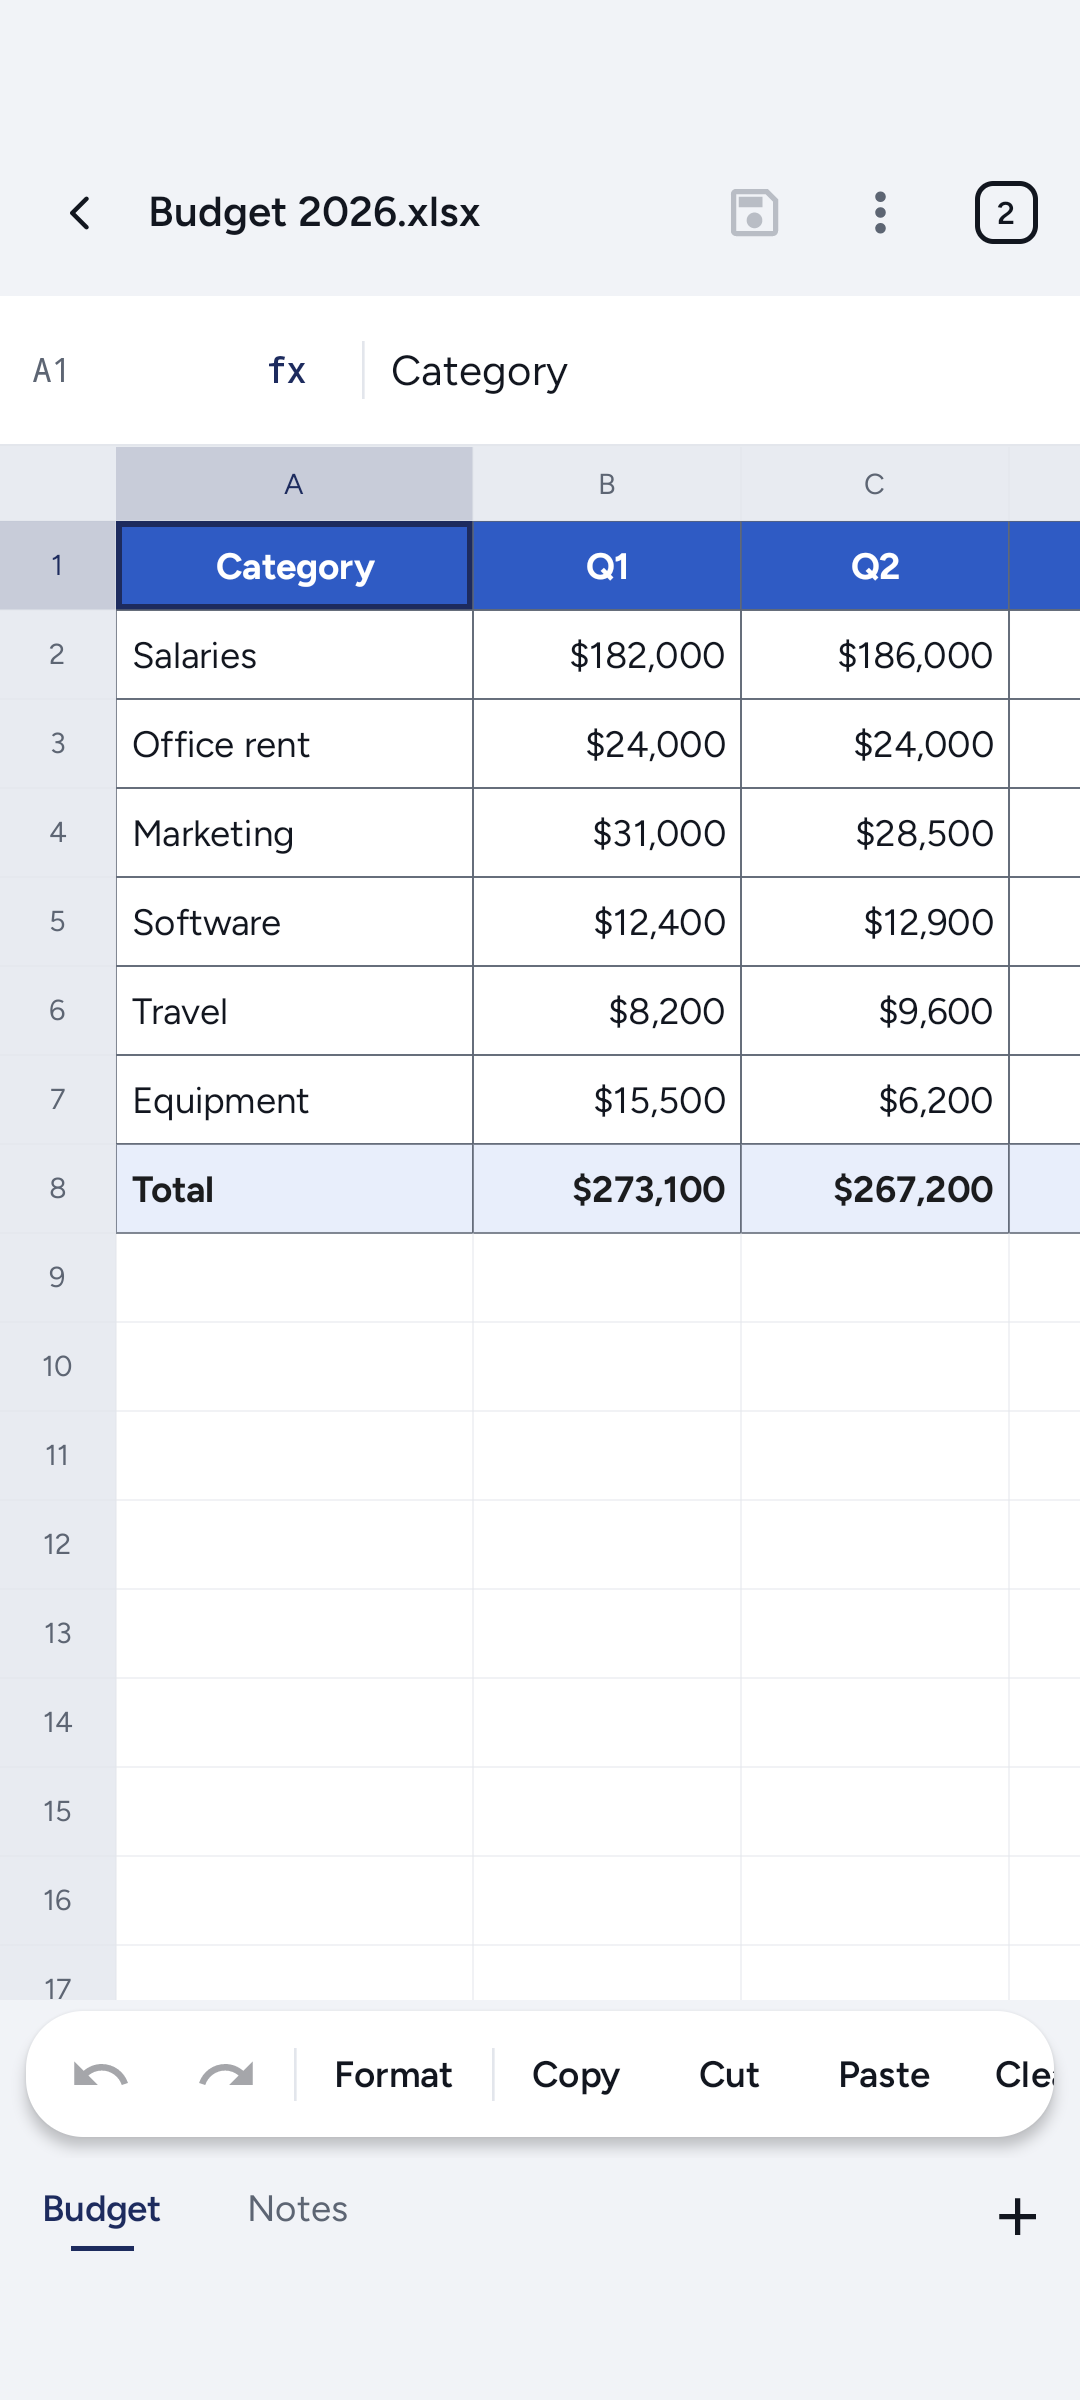 Budget 2026.xlsx 2
A1 fx Category
A B C
1 Category Q1 Q2
2 Salaries $182,000 $186,000
3 Office rent $24,000 $24,000
4 Marketing $31,000 $28,500
5 Software $12,400 $12,900
6 Travel $8,200 $9,600
7 Equipment $15,500 $6,200
8 Total $273,100 $267,200
9
10
11
12
13
14
15
16
17
Format Copy Cut Paste
Budget Notes